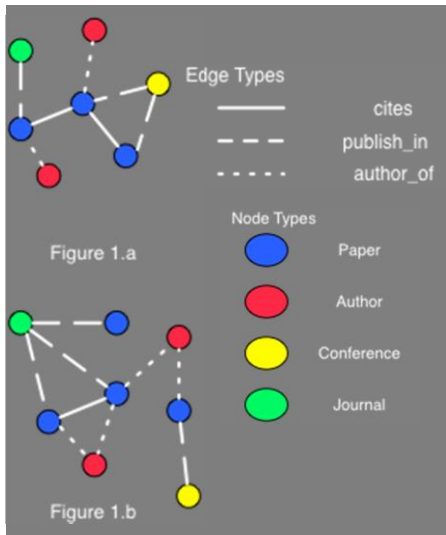 Edge Types
cites
publish_in
author_of
Figure 1.a
Node Types
Paper
Author
Conference
Journal
Figure 1.b